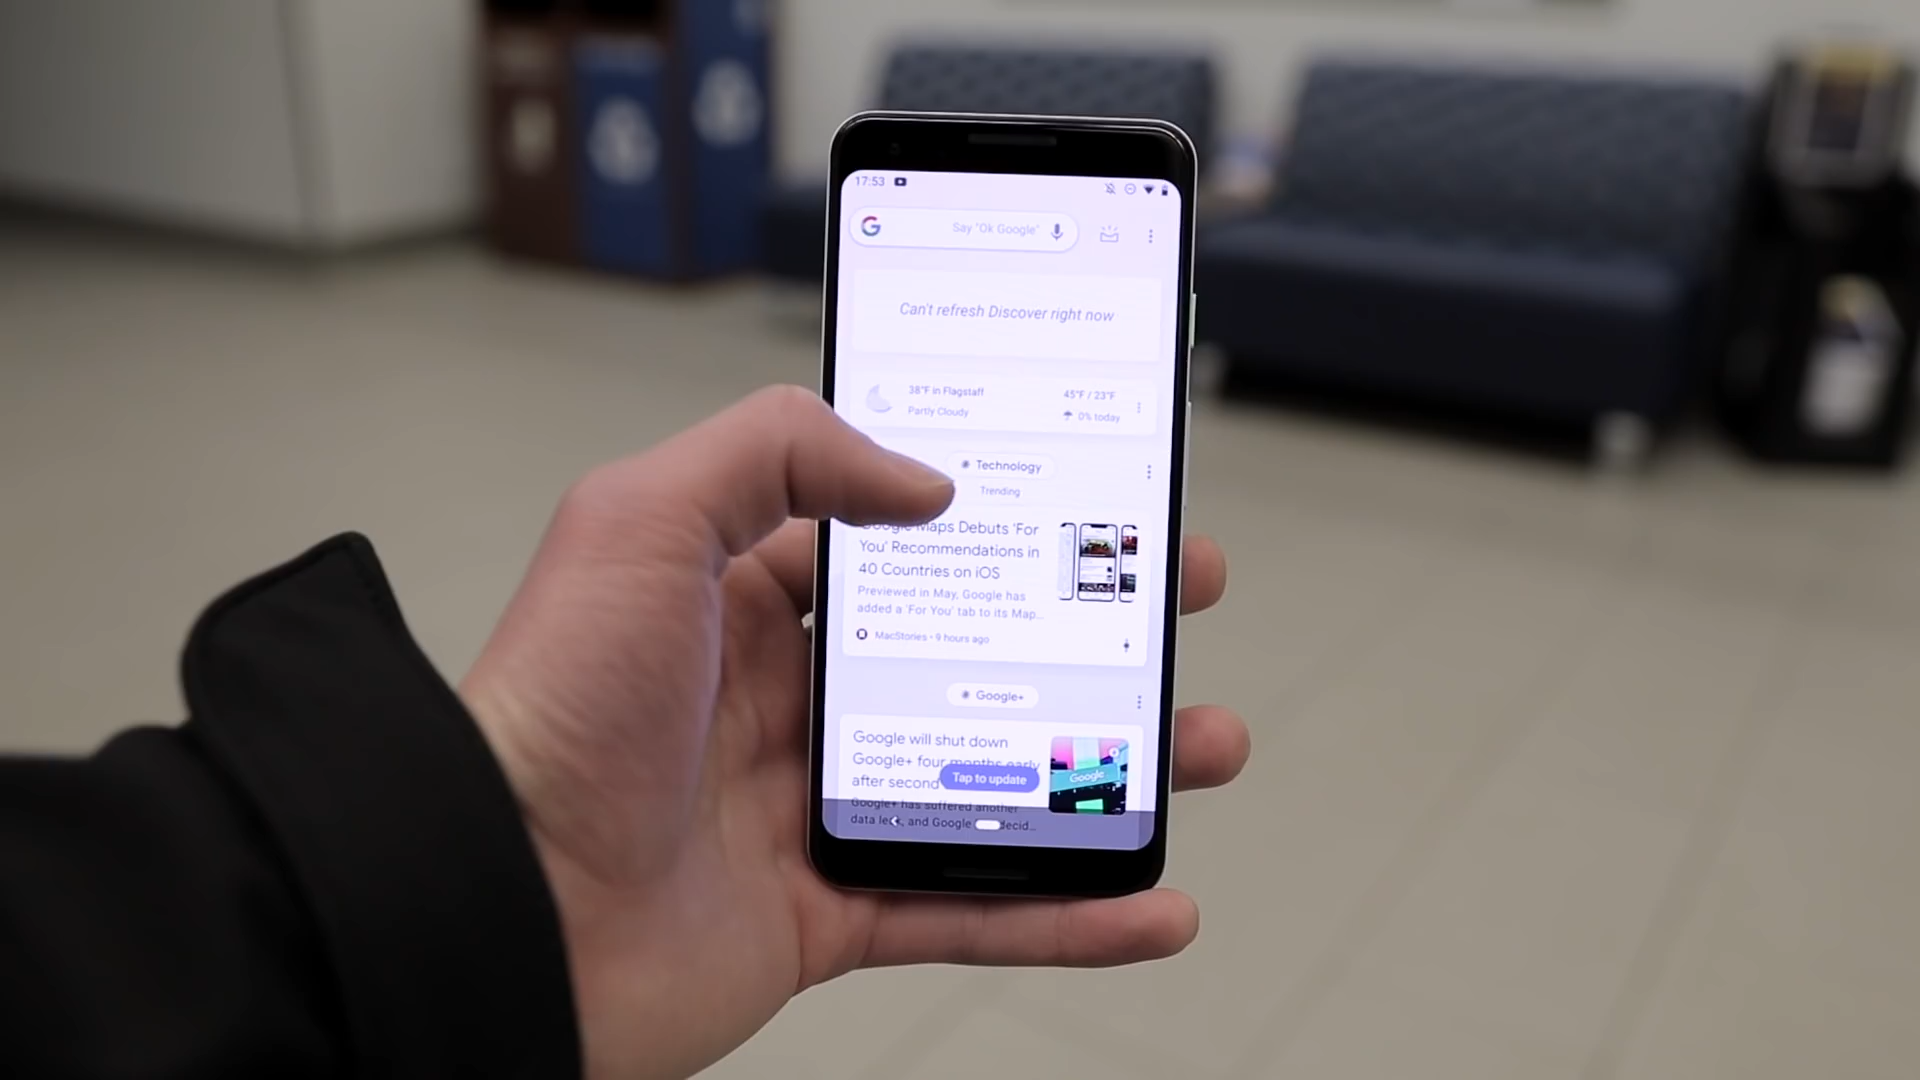 17:53
G Say "Ok Google"
Can't refresh Discover right now
38°F in Flagstaff 45°F / 23°F
Partly Cloudy 0% today
Technology
Trending
Google Maps Debuts 'For
You' Recommendations in
40 Countries on iOS
Previewed in May, Google has
added a 'For You' tab to its Map...
MacStories • 9 hours ago
Google+
Google will shut down
Google+ four months early
after second
Tap to update
Google
Google+ has suffered another
data leak, and Google decid...